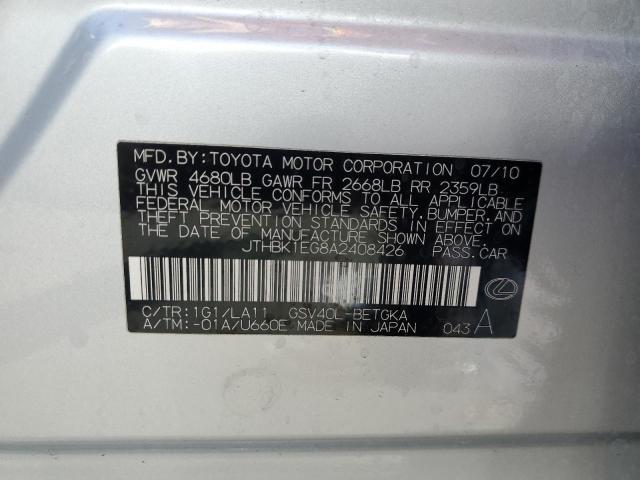 MFD.BY:TOYOTA MOTOR CORPORATION 07/10
GVWR 4680LB GAWR FR 2668LB RR 2359LB
THIS VEHICLE CONFORMS TO ALL APPLICABLE
FEDERAL MOTOR VEHICLE SAFETY,BUMPER,AND
THEFT PREVENTION STANDARDS IN EFFECT ON
THE DATE OF MANUFACTURE SHOWN ABOVE.
JTHBK1EG8A2408426 PASS.CAR
C/TR:1G1/LA11 GSV40L-BETGKA
A/TM:-01A/U660E MADE IN JAPAN 043 A